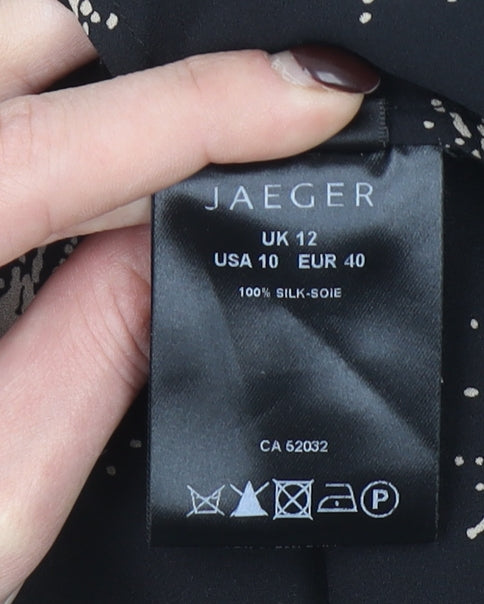 JAEGER
UK 12
USA 10 EUR 40
100% SILK-SOIE
CA 52032
P